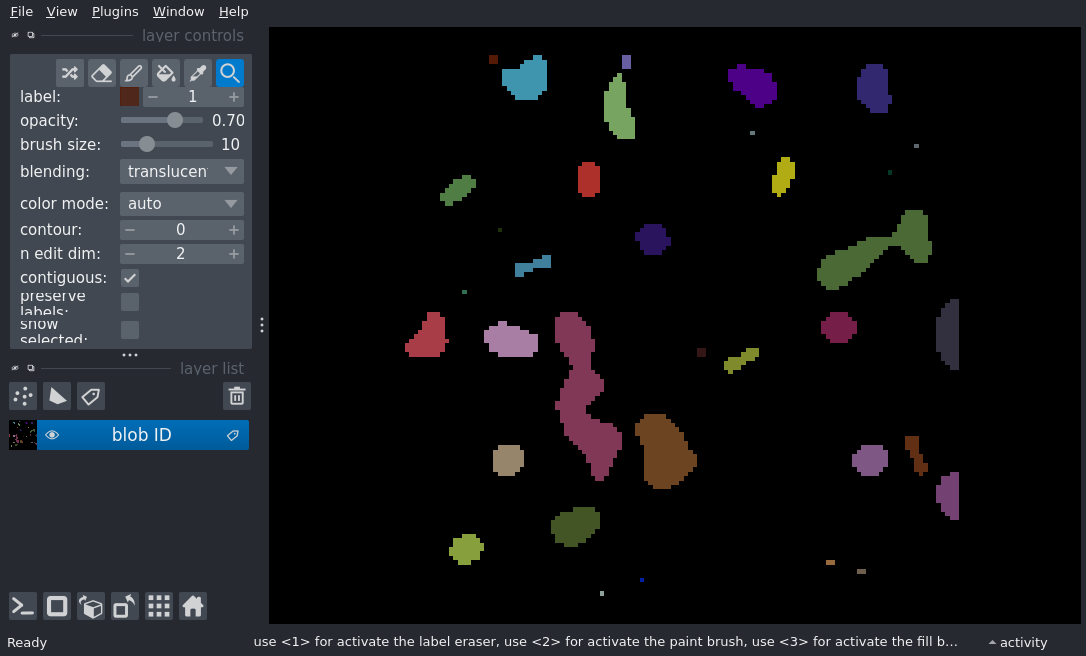 File View Plugins Window Help
layer controls
label: 1
opacity: 0.70
brush size: 10
blending: translucen
color mode: auto
contour: 0
n edit dim: 2
contiguous:
preserve
labels:
show
selected:
layer list
blob ID
Ready use <1> for activate the label eraser, use <2> for activate the paint brush, use <3> for activate the fill b... activity